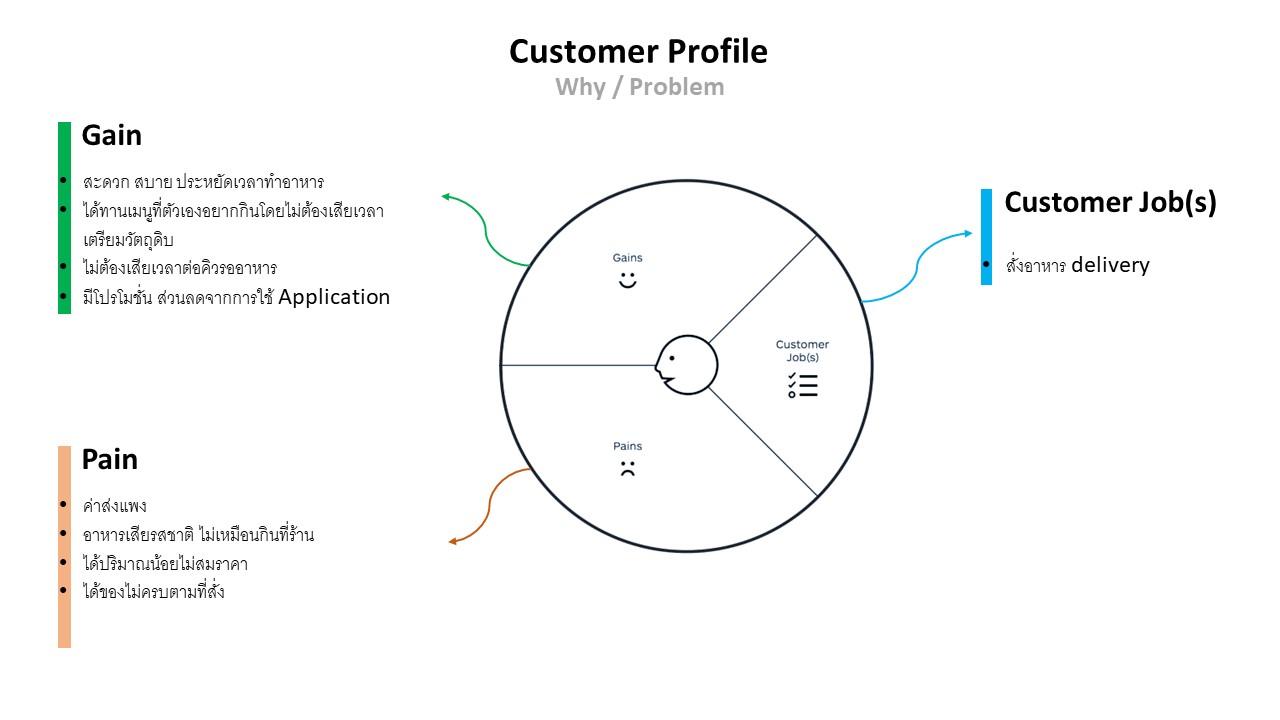 Customer Profile
Why / Problem
Gain
• สะดวก สบาย ประหยัดเวลาทำอาหาร
• ได้ทานเมนูที่ตัวเองอยากกินโดยไม่ต้องเสียเวลา
เตรียมวัตถุดิบ
• ไม่ต้องเสียเวลาต่อคิวรออาหาร
• มีโปรโมชั่น ส่วนลดจากการใช้ Application
Customer Job(s)
• สั่งอาหาร delivery
Gains
Customer
Job(s)
Pains
Pain
• ค่าส่งแพง
• อาหารเสียรสชาติ ไม่เหมือนกินที่ร้าน
• ได้ปริมาณน้อยไม่สมราคา
• ได้ของไม่ครบตามที่สั่ง